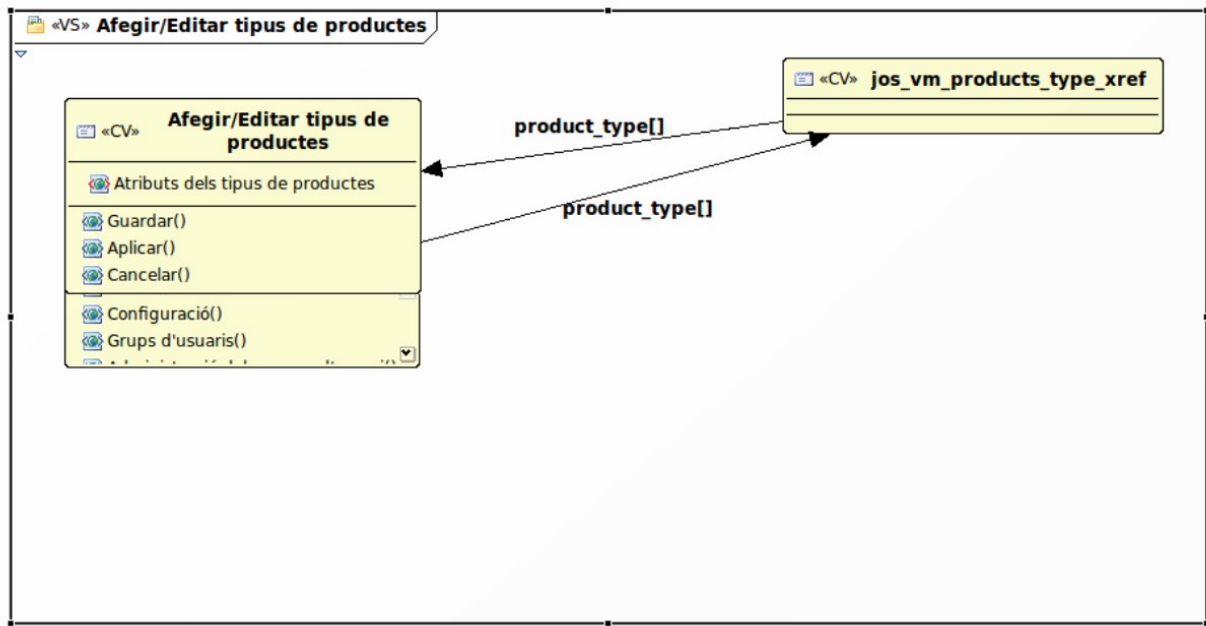 «VS» Afegir/Editar tipus de productes
«CV» Afegir/Editar tipus de
productes
Atributs dels tipus de productes
Guardar()
Aplicar()
Cancelar()
Configuració()
Grups d'usuaris()
product_type[]
product_type[]
«CV» jos_vm_products_type_xref